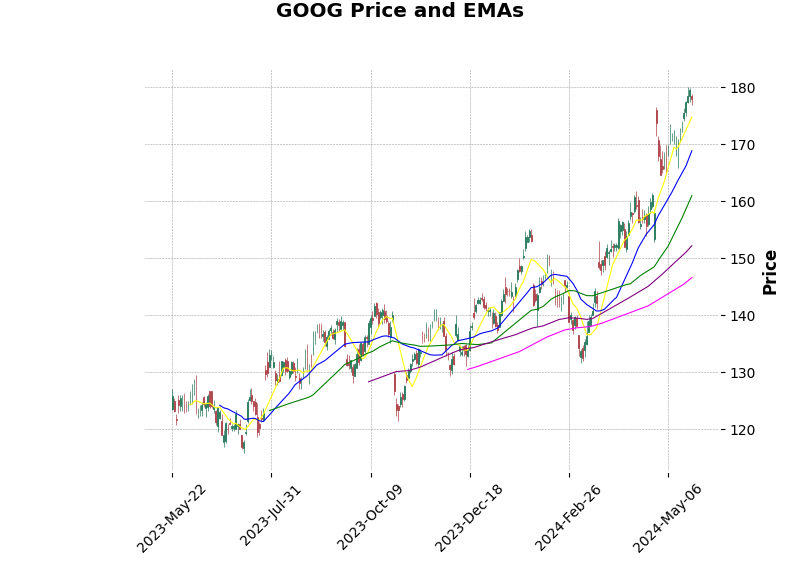 GOOG Price and EMAs
180
170
160
150
140
130
120
Price
2023-May-22
2023-Jul-31
2023-Oct-09
2023-Dec-18
2024-Feb-26
2024-May-06